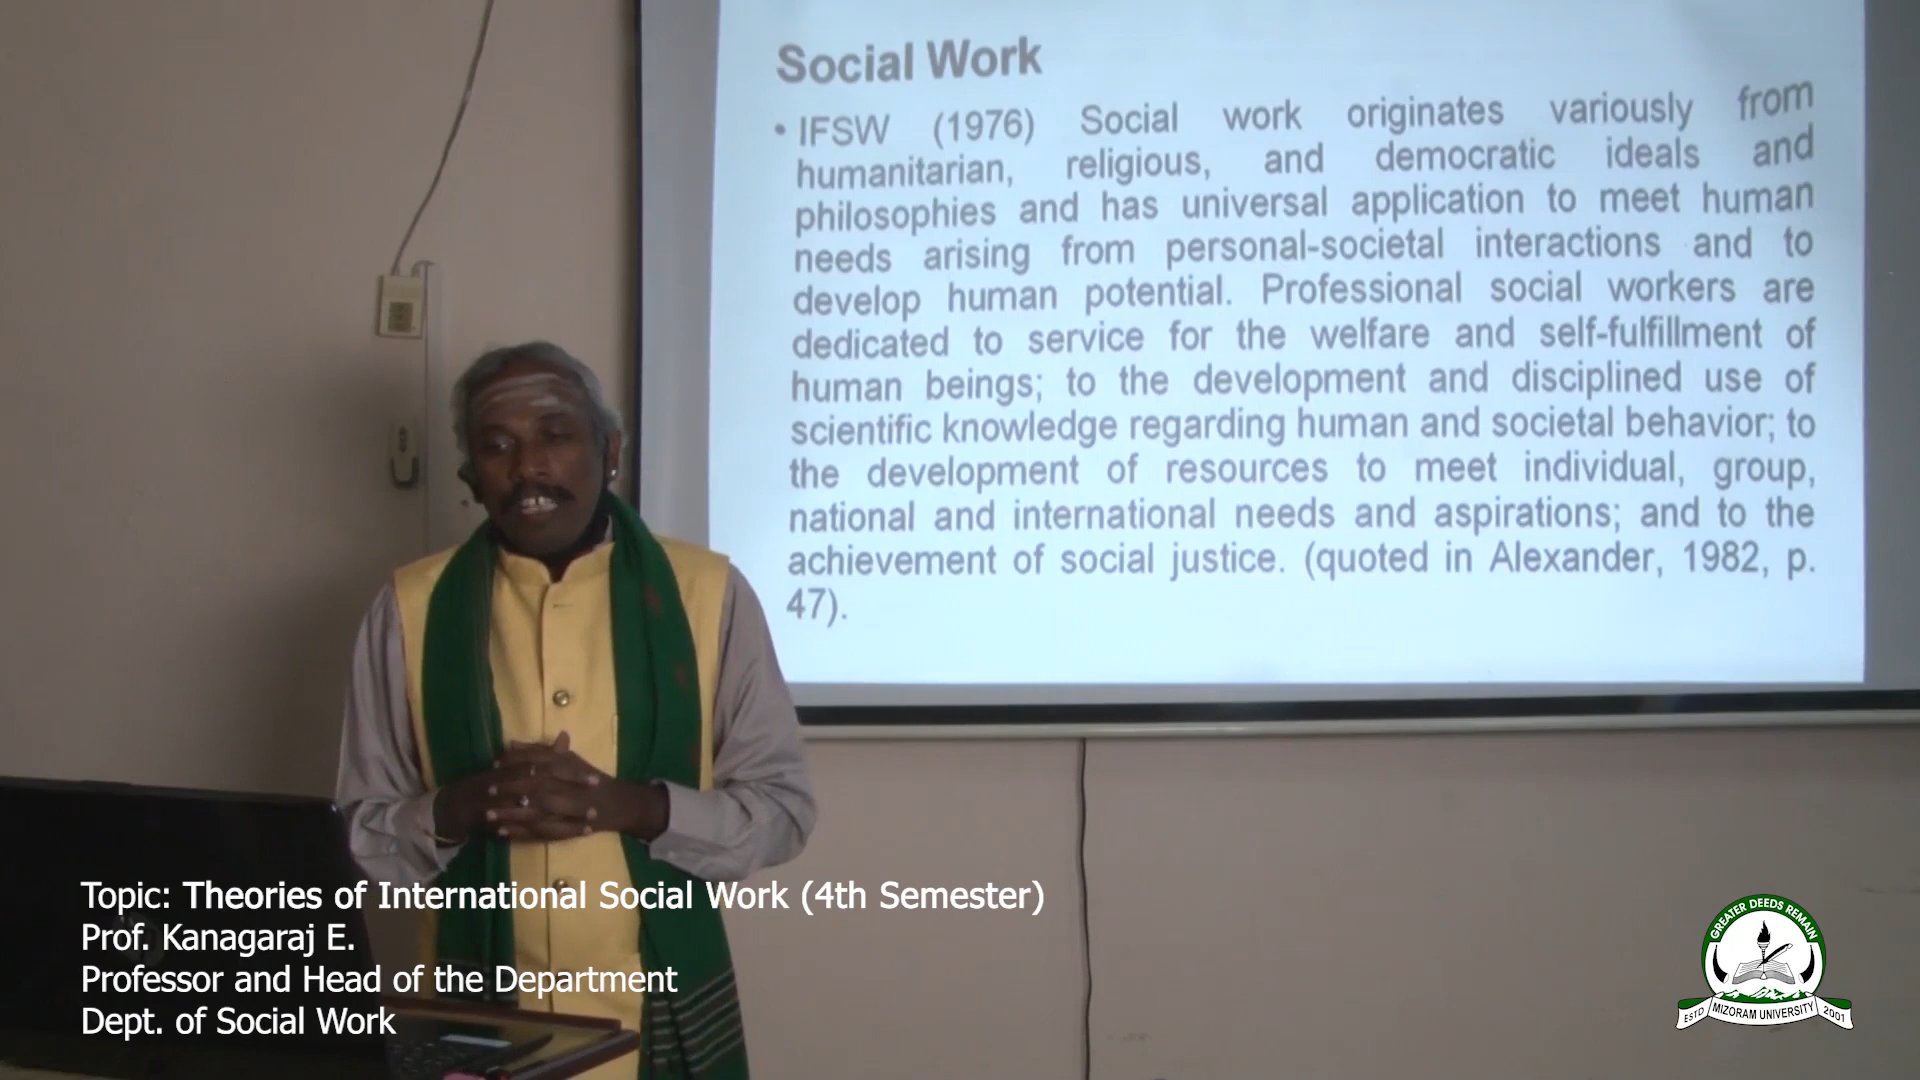 Social Work
• IFSW (1976) Social work originates variously from
humanitarian, religious, and democratic ideals and
philosophies and has universal application to meet human
needs arising from personal-societal interactions and to
develop human potential. Professional social workers are
dedicated to service for the welfare and self-fulfillment of
human beings; to the development and disciplined use of
scientific knowledge regarding human and societal behavior; to
the development of resources to meet individual, group,
national and international needs and aspirations; and to the
achievement of social justice. (quoted in Alexander, 1982, p.
47).
Topic: Theories of International Social Work (4th Semester)
Prof. Kanagaraj E.
Professor and Head of the Department
Dept. of Social Work
GREATER DEEDS REMAIN
ESTD MIZORAM UNIVERSITY 2001